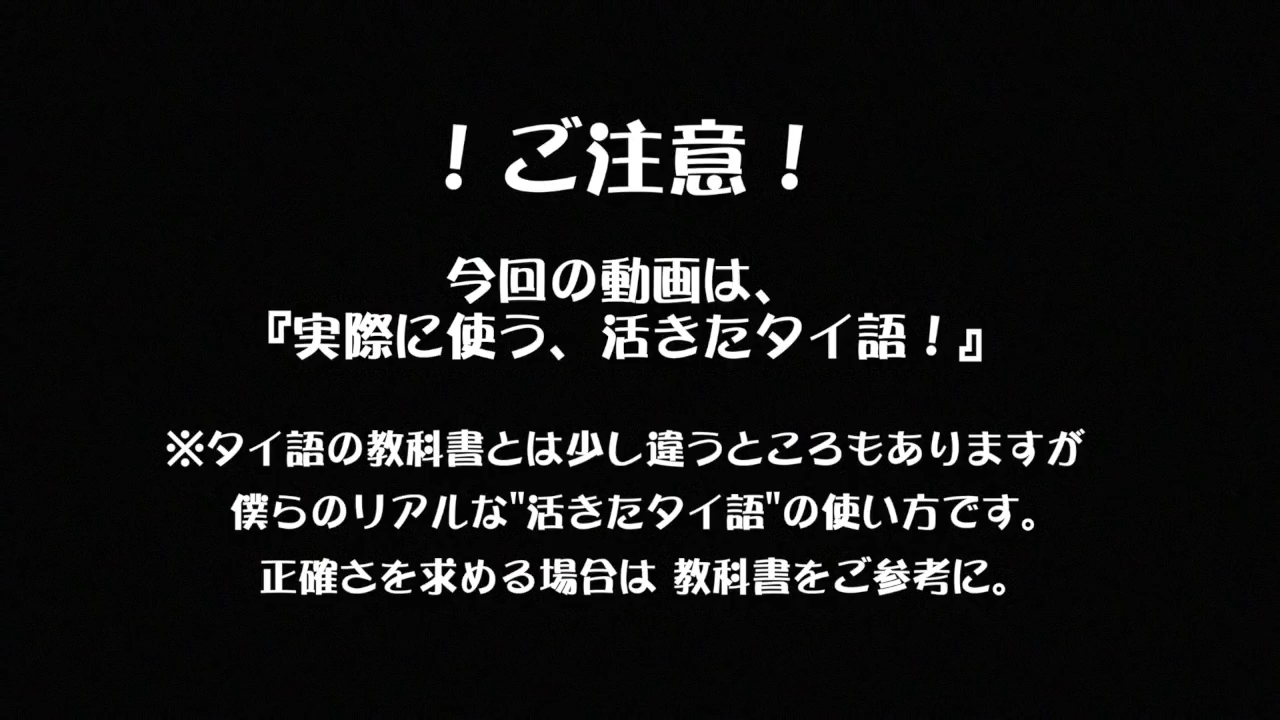 ！ご注意！
今回の動画は、
『実際に使う、活きたタイ語！』
※タイ語の教科書とは少し違うところもありますが
僕らのリアルな"活きたタイ語"の使い方です。
正確さを求める場合は 教科書をご参考に。